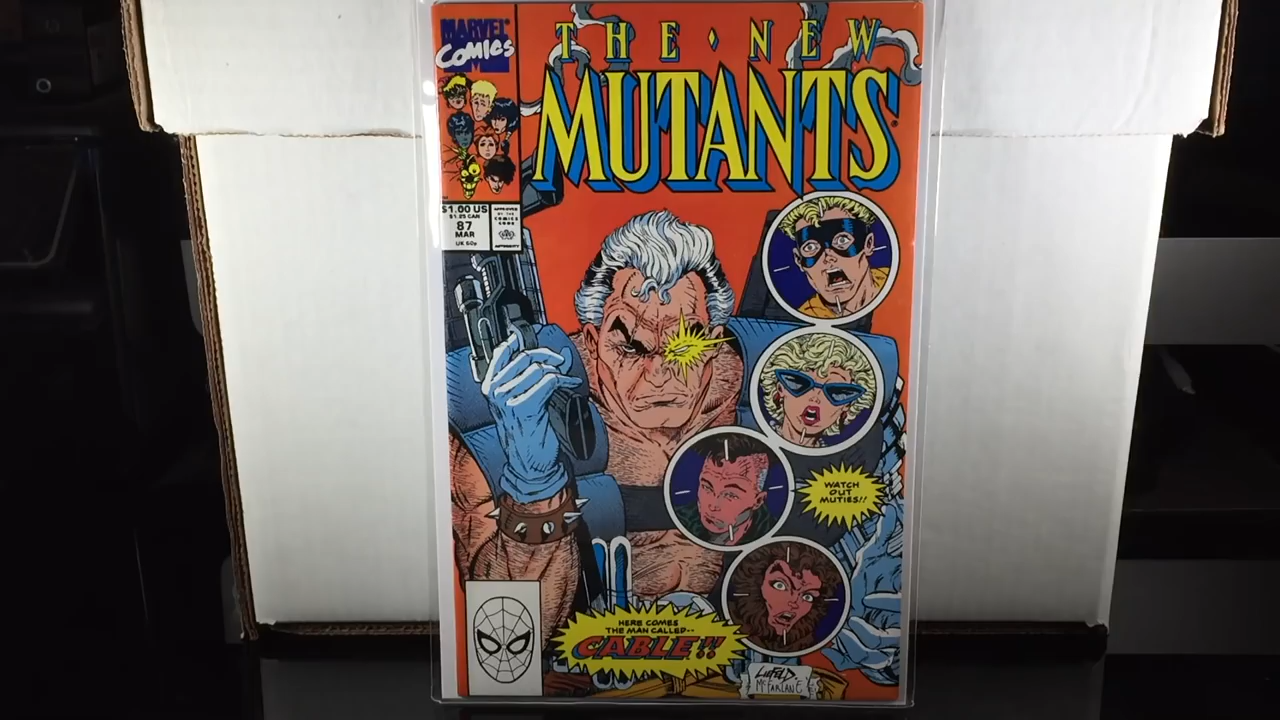 MARVEL
Comics
THE • NEW
MUTANTS
$1.00 US
$1.25 CAN
87
MAR
UK 50p
APPROVED
BY THE
COMICS
CODE
AUTHORITY
WATCH
OUT
MUTIES!!
HERE COMES
THE MAN CALLED--
CABLE!!
LIEFELD.
McFARLANE